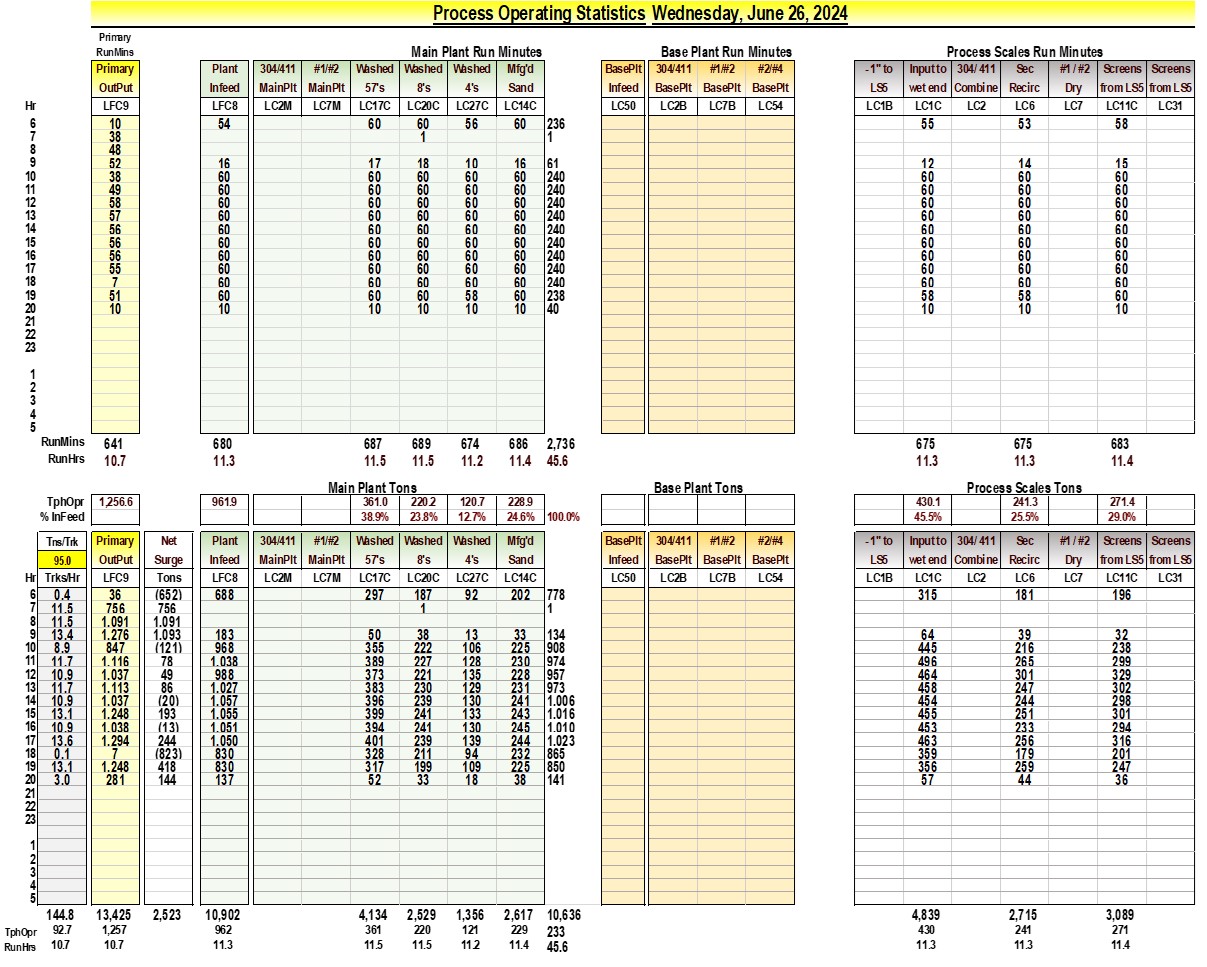 Process Operating Statistics Wednesday, June 26, 2024
Primary
RunMins Main Plant Run Minutes Base Plant Run Minutes Process Scales Run Minutes
Primary Plant 304/411 #1/#2 Washed Washed Washed Mfg'd BasePlt 304/411 #1/#2 #2/#4 -1" to Input to 304/ 411 Sec #1 / #2 Screens Screens
OutPut Infeed MainPlt MainPlt 57's 8's 4's Sand Infeed BasePlt BasePlt BasePlt LS5 wet end Combine Recirc Dry from LS5 from LS5
Hr LFC9 LFC8 LC2M LC7M LC17C LC20C LC27C LC14C LC50 LC2B LC7B LC54 LC1B LC1C LC2 LC6 LC7 LC11C LC31
6 10 54 60 60 56 60 236 55 53 58
7 38 1 1
8 48
9 52 16 17 18 10 16 61 12 14 15
10 38 60 60 60 60 60 240 60 60 60
11 49 60 60 60 60 60 240 60 60 60
12 58 60 60 60 60 60 240 60 60 60
13 57 60 60 60 60 60 240 60 60 60
14 56 60 60 60 60 60 240 60 60 60
15 56 60 60 60 60 60 240 60 60 60
16 56 60 60 60 60 60 240 60 60 60
17 55 60 60 60 60 60 240 60 60 60
18 7 60 60 60 60 60 240 60 60 60
19 51 60 60 60 58 60 238 58 58 60
20 10 10 10 10 10 10 40 10 10 10
21
22
23
1
2
3
4
5
RunMins 641 680 687 689 674 686 2,736 675 675 683
RunHrs 10.7 11.3 11.5 11.5 11.2 11.4 45.6 11.3 11.3 11.4
Main Plant Tons Base Plant Tons Process Scales Tons
TphOpr 1,256.6 961.9 361.0 220.2 120.7 228.9 430.1 241.3 271.4
% InFeed 38.9% 23.8% 12.7% 24.6% 100.0% 45.5% 25.5% 29.0%
Tns/Trk Primary Net Plant 304/411 #1/#2 Washed Washed Washed Mfg'd BasePlt 304/411 #1/#2 #2/#4 -1" to Input to 304/ 411 Sec #1 / #2 Screens Screens
95.0 OutPut Surge Infeed MainPlt MainPlt 57's 8's 4's Sand Infeed BasePlt BasePlt BasePlt LS5 wet end Combine Recirc Dry from LS5 from LS5
Hr Trks/Hr LFC9 Tons LFC8 LC2M LC7M LC17C LC20C LC27C LC14C LC50 LC2B LC7B LC54 LC1B LC1C LC2 LC6 LC7 LC11C LC31
6 0.4 36 (652) 688 297 187 92 202 778 315 181 196
7 11.5 756 756 1 1
8 11.5 1,091 1,091
9 13.4 1,276 1,093 183 50 38 13 33 134 64 39 32
10 8.9 847 (121) 968 355 222 106 225 908 445 216 238
11 11.7 1,116 78 1,038 389 227 128 230 974 496 265 299
12 10.9 1,037 49 988 373 221 135 228 957 464 301 329
13 11.7 1,113 86 1,027 383 230 129 231 973 458 247 302
14 10.9 1,037 (20) 1,057 396 239 130 241 1,006 454 244 298
15 13.1 1,248 193 1,055 399 241 133 243 1,016 455 251 301
16 10.9 1,038 (13) 1,051 394 241 130 245 1,010 453 233 294
17 13.6 1,294 244 1,050 401 239 139 244 1,023 463 256 316
18 0.1 7 (823) 830 328 211 94 232 865 359 179 201
19 13.1 1,248 418 830 317 199 109 225 850 356 259 247
20 3.0 281 144 137 52 33 18 38 141 57 44 36
21
22
23
1
2
3
4
5
144.8 13,425 2,523 10,902 4,134 2,529 1,356 2,617 10,636 4,839 2,715 3,089
TphOpr 92.7 1,257 962 361 220 121 229 233 430 241 271
RunHrs 10.7 10.7 11.3 11.5 11.5 11.2 11.4 45.6 11.3 11.3 11.4